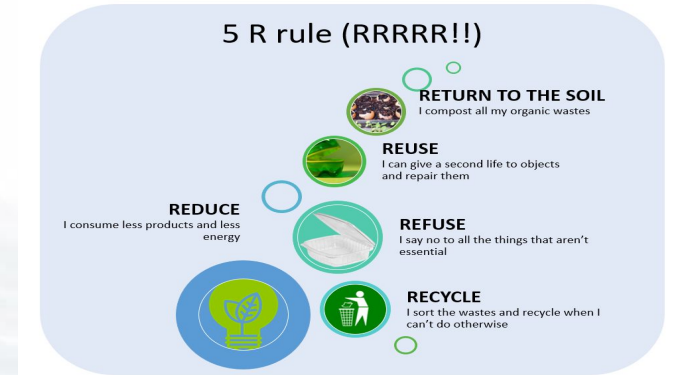 5 R rule (RRRRR!!)
RETURN TO THE SOIL
I compost all my organic wastes
REUSE
I can give a second life to objects
and repair them
REDUCE
I consume less products and less
energy
REFUSE
I say no to all the things that aren't
essential
RECYCLE
I sort the wastes and recycle when I
can't do otherwise